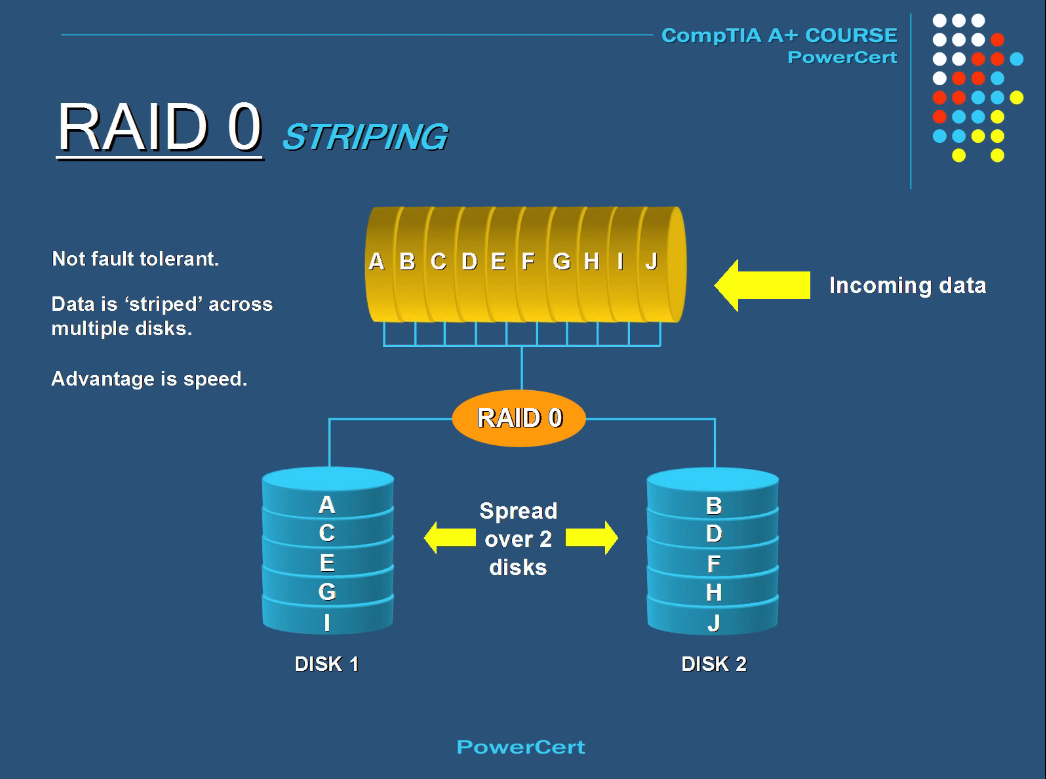 CompTIA A+ COURSE
PowerCert
RAID 0 STRIPING
Not fault tolerant.
Data is ‘striped’ across
multiple disks.
Advantage is speed.
A B C D E F G H I J
Incoming data
RAID 0
A
C
E
G
I
DISK 1
Spread
over 2
disks
B
D
F
H
J
DISK 2
PowerCert